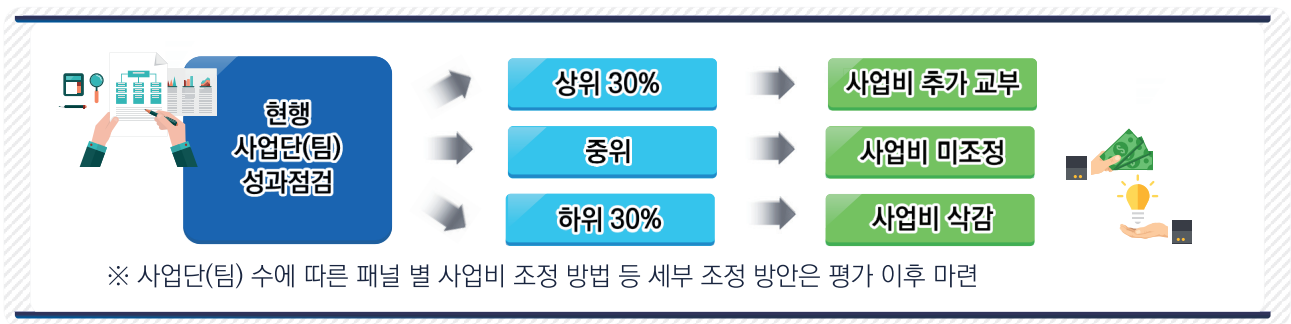 현행
사업단(팀)
성과점검
상위 30%
사업비 추가 교부
중위
사업비 미조정
하위 30%
사업비 삭감
※ 사업단(팀) 수에 따른 패널 별 사업비 조정 방법 등 세부 조정 방안은 평가 이후 마련